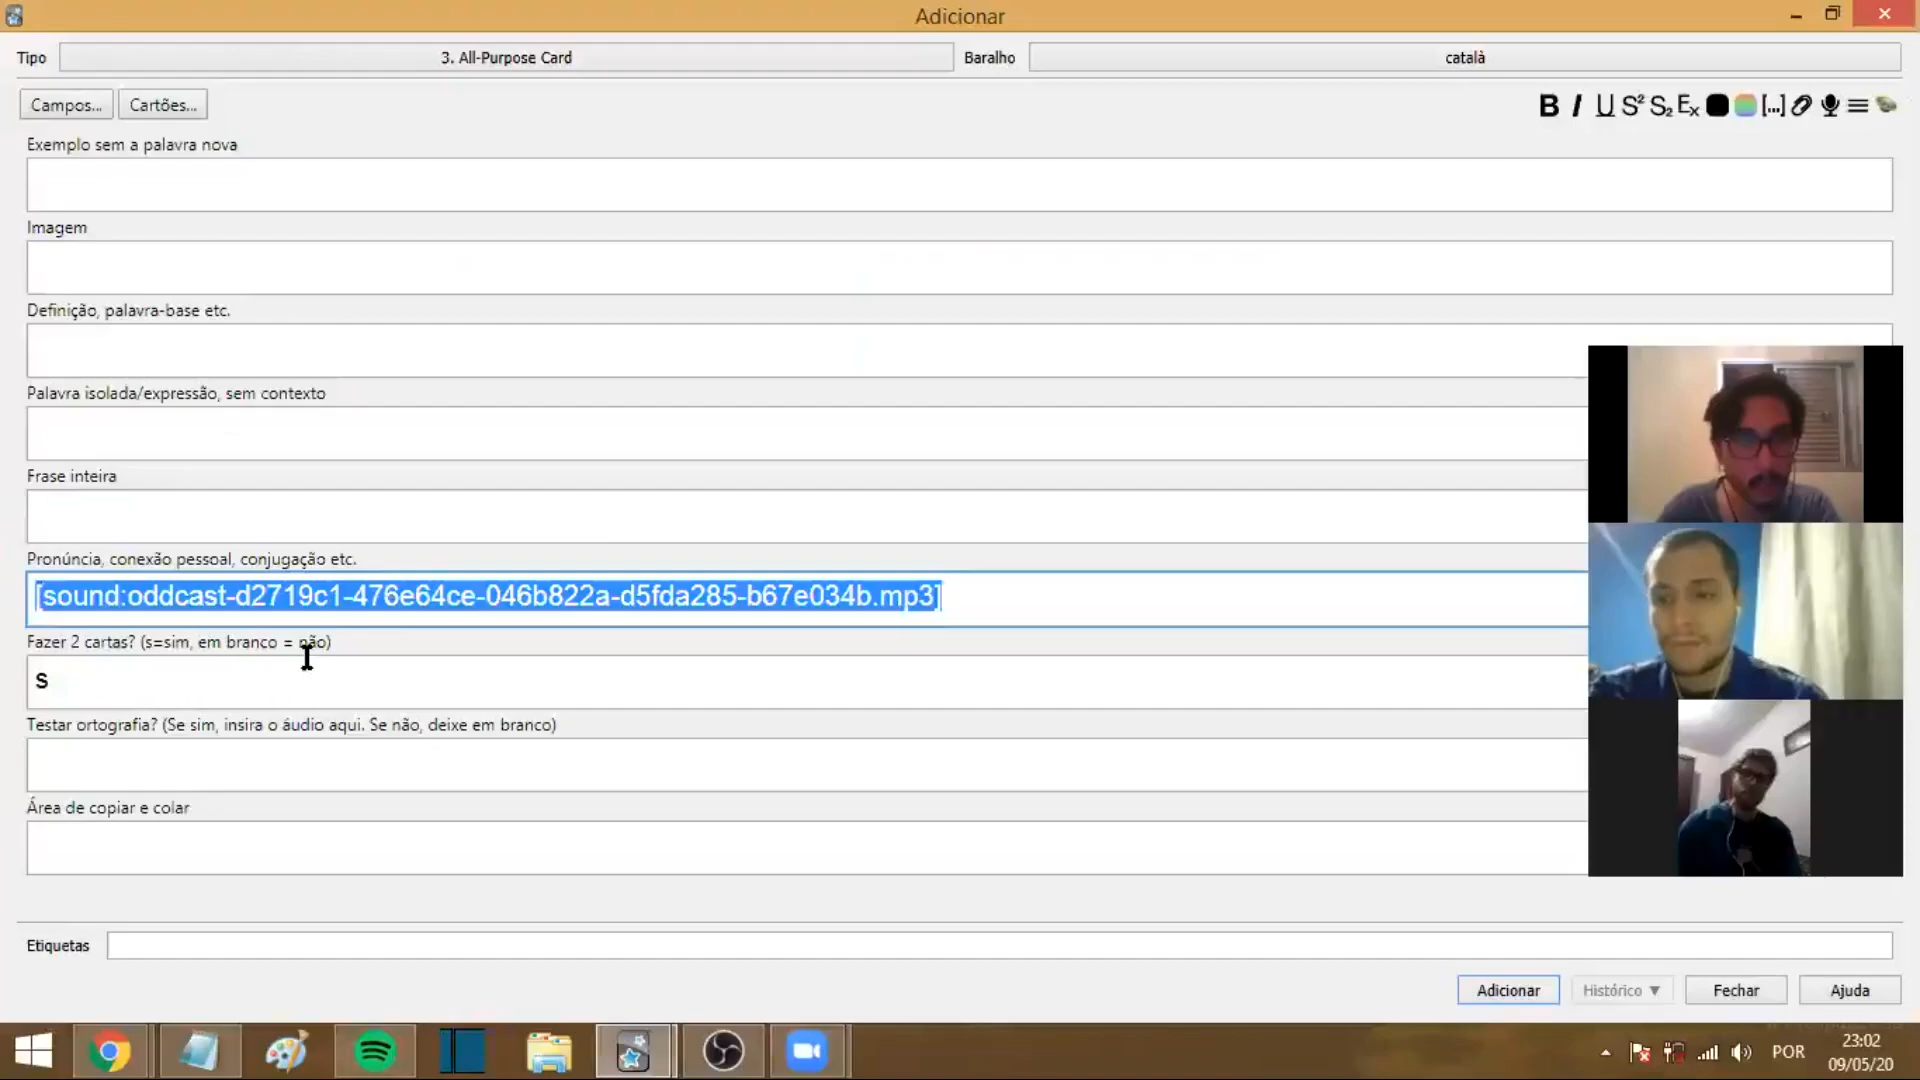 Adicionar
Tipo 3. All-Purpose Card Baralho català
Campos... Cartões...
B I U S² S₂ Ex [...]
Exemplo sem a palavra nova
Imagem
Definição, palavra-base etc.
Palavra isolada/expressão, sem contexto
Frase inteira
Pronúncia, conexão pessoal, conjugação etc.
[sound:oddcast-d2719c1-476e64ce-046b822a-d5fda285-b67e034b.mp3]
Fazer 2 cartas? (s=sim, em branco = não)
S
Testar ortografia? (Se sim, insira o áudio aqui. Se não, deixe em branco)
Área de copiar e colar
Etiquetas
Adicionar Histórico ▼ Fechar Ajuda
POR 23:02
09/05/20